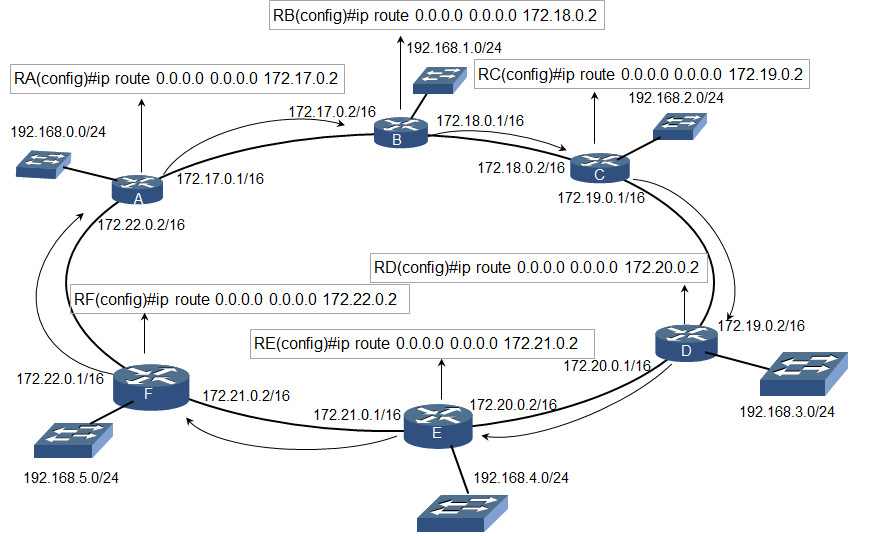 RB(config)#ip route 0.0.0.0 0.0.0.0 172.18.0.2
192.168.1.0/24
RA(config)#ip route 0.0.0.0 0.0.0.0 172.17.0.2
RC(config)#ip route 0.0.0.0 0.0.0.0 172.19.0.2
192.168.2.0/24
172.17.0.2/16
172.18.0.1/16
192.168.0.0/24
B
172.18.0.2/16
C
172.17.0.1/16
A
172.19.0.1/16
172.22.0.2/16
RD(config)#ip route 0.0.0.0 0.0.0.0 172.20.0.2
RF(config)#ip route 0.0.0.0 0.0.0.0 172.22.0.2
172.19.0.2/16
RE(config)#ip route 0.0.0.0 0.0.0.0 172.21.0.2
D
172.20.0.1/16
172.22.0.1/16
F
172.21.0.2/16
172.20.0.2/16
172.21.0.1/16
192.168.3.0/24
E
192.168.5.0/24
192.168.4.0/24